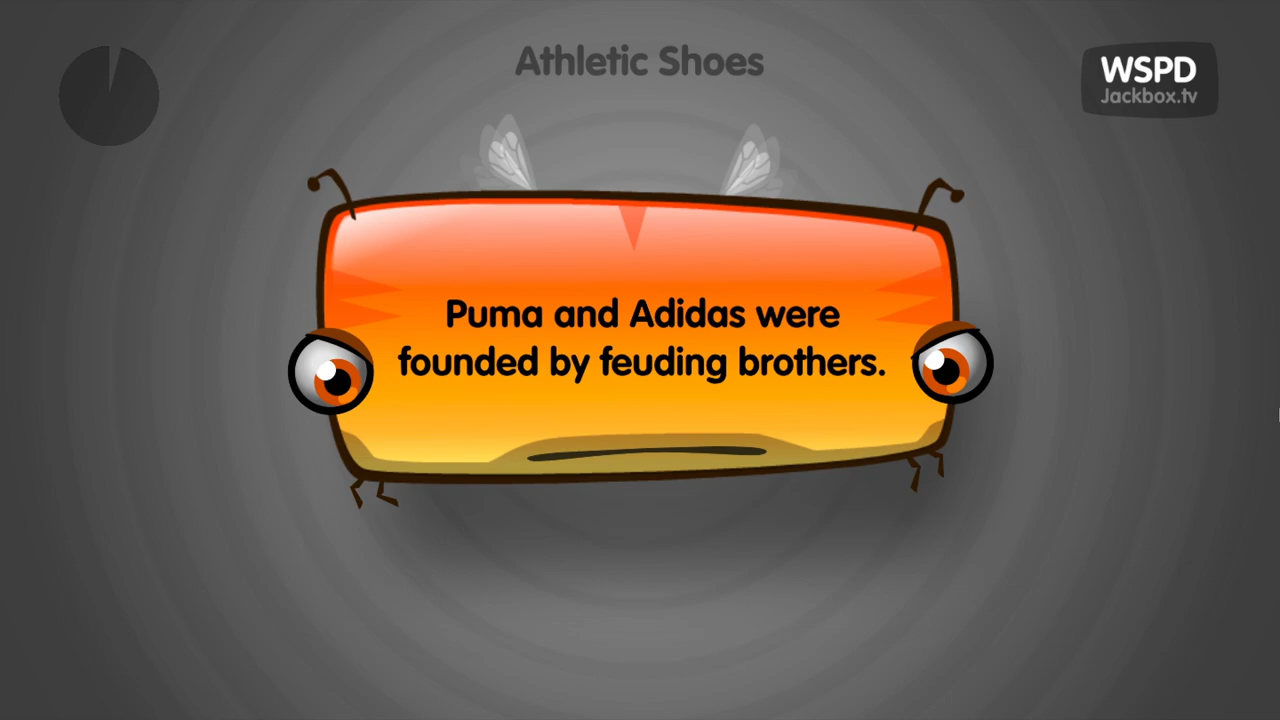 Athletic Shoes
WSPD
Jackbox.tv
Puma and Adidas were
founded by feuding brothers.